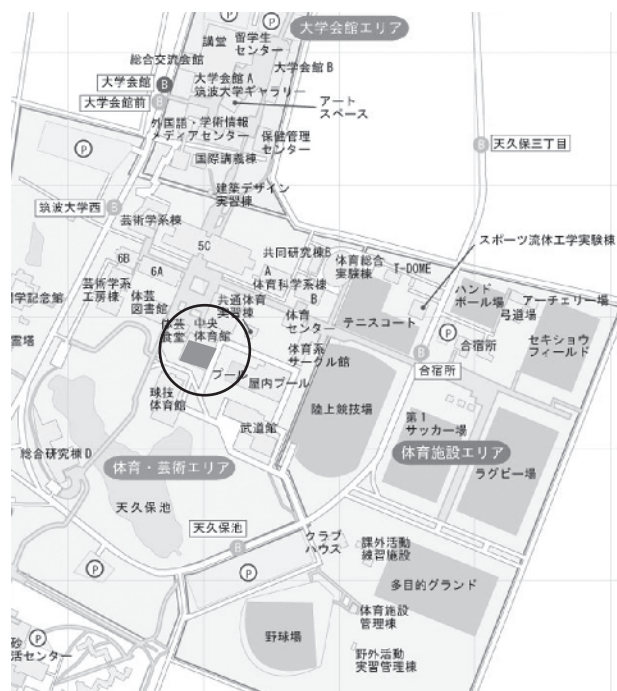 P
P
大学会館エリア
講堂
留学生
センター
総合交流会館
大学会館
B
大学会館A
筑波大学ギャラリー
大学会館B
大学会館前
B
アート
スペース
外国語・学術情報
メディアセンター
保健管理
センター
P
B
天久保三丁目
国際講義棟
建築デザイン
実習棟
筑波大学西
B
芸術学系棟
5C
共同研究棟B
スポーツ流体工学実験棟
6B
6A
A
体育科学系棟
B
体育総合
実験棟
T-DOME
芸術学系
工房棟
体芸
図書館
共通体育
実習棟
体育
センター
ハンド
ボール場
アーチェリー場
弓道場
学記念館
体芸
食堂
中央
体育館
テニスコート
P
合宿所
セキショウ
フィールド
霊塔
体育系
サークル館
B
合宿所
プール
屋内プール
球技
体育館
武道館
陸上競技場
第1
サッカー場
総合研究棟D
体育・芸術エリア
体育施設エリア
ラグビー場
天久保池
天久保池
B
クラブ
ハウス
課外活動
練習施設
P
P
多目的グランド
体育施設
管理棟
野球場
P
野外活動
実習管理棟
活センター